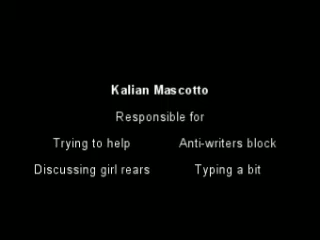 Kalian Mascotto
Responsible for
Trying to help Anti-writers block
Discussing girl rears Typing a bit